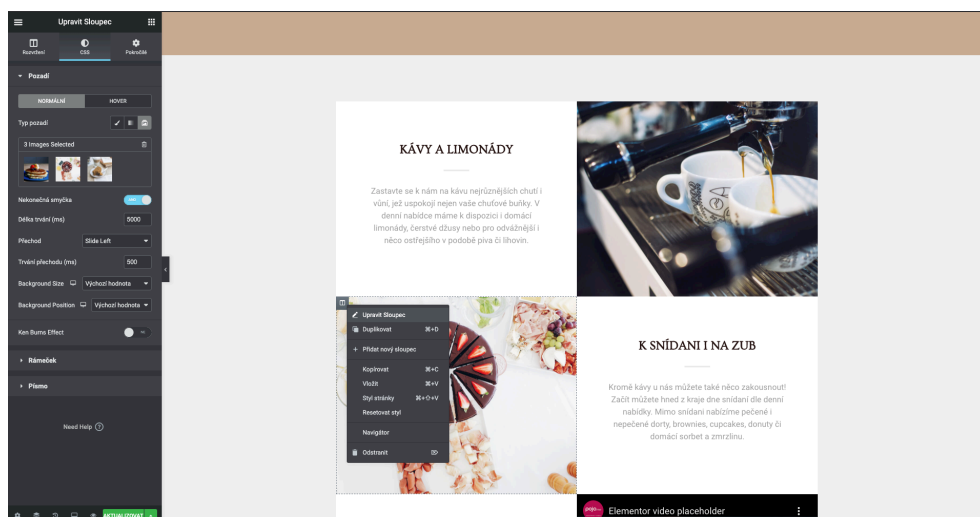 Upravit Sloupec
Rozvržení
CSS
Pokročilé
Pozadí
NORMÁLNÍ
HOVER
Typ pozadí
3 Images Selected
Nekonečná smyčka
Délka trvání (ms)
5000
Přechod
Slide Left
Trvání přechodu (ms)
500
Background Size
Výchozí hodnota
Background Position
Výchozí hodnota
Ken Burns Effect
Rámeček
Písmo
Need Help
AKTUALIZOVAT
KÁVY A LIMONÁDY
Zastavte se k nám na kávu nejrůznějších chutí i
vůní, jež uspokojí nejen vaše chuťové buňky. V
denní nabídce máme k dispozici i domácí
limonády, čerstvé džusy nebo pro odvážnější i
něco ostřejšího v podobě piva či lihovin.
Upravit Sloupec
Duplikovat ⌘+D
Přidat nový sloupec
Kopírovat ⌘+C
Vložit ⌘+V
Styl stránky ⌘+⇧+V
Resetovat styl
Navigátor
Odstranit
K SNÍDANI I NA ZUB
Kromě kávy u nás můžete také něco zakousnout!
Začít můžete hned z kraje dne snídaní dle denní
nabídky. Mimo snídani nabízíme pečené i
nepečené dorty, brownies, cupcakes, donuty či
domácí sorbet a zmrzlinu.
Elementor video placeholder